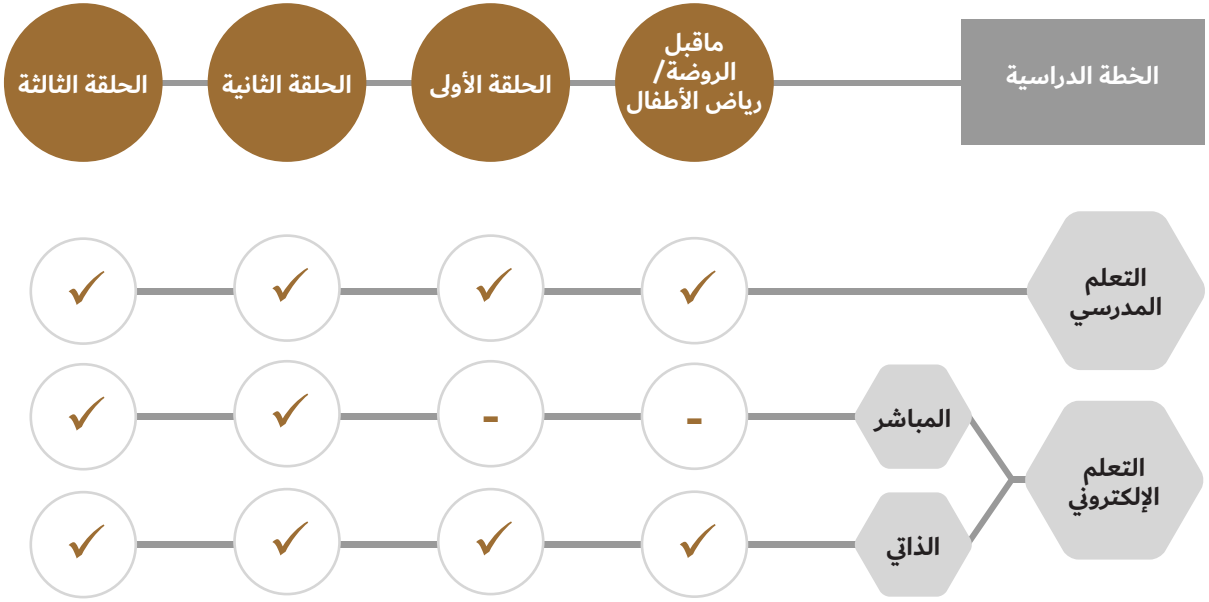 الخطة الدراسية
ماقبل
الروضة/
رياض الأطفال
الحلقة الأولى
الحلقة الثانية
الحلقة الثالثة
التعلم
المدرسي
✓ ✓ ✓ ✓
التعلم
الإلكتروني
المباشر
- - ✓ ✓
الذاتي
✓ ✓ ✓ ✓